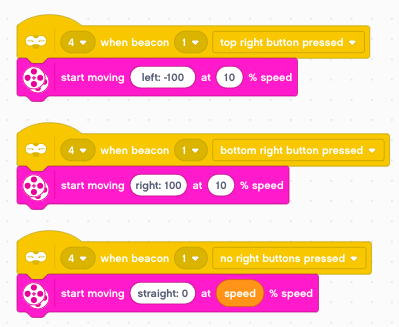 4 when beacon 1 top right button pressed
start moving left: -100 at 10 % speed
4 when beacon 1 bottom right button pressed
start moving right: 100 at 10 % speed
4 when beacon 1 no right buttons pressed
start moving straight: 0 at speed % speed